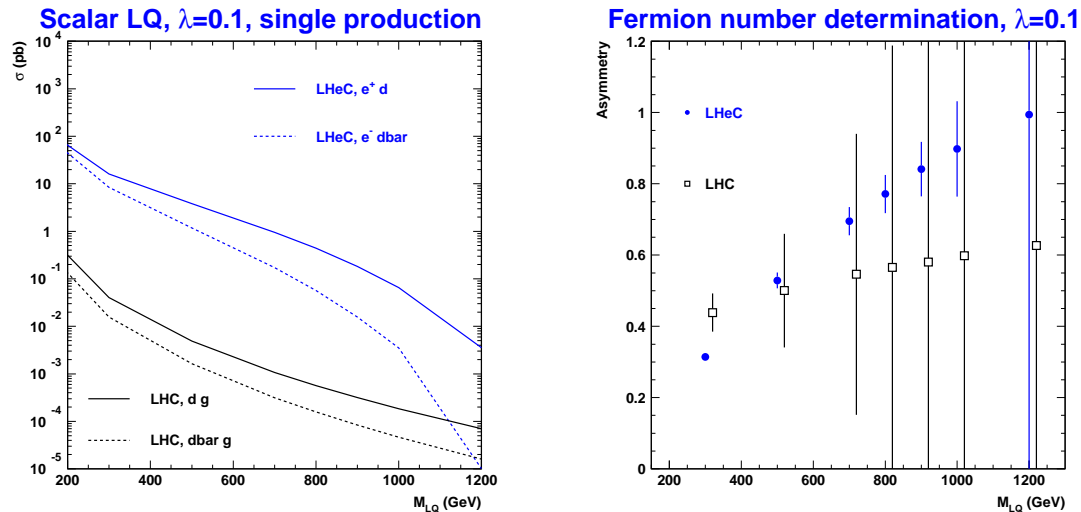 Scalar LQ, λ=0.1, single production
σ (pb)
10 4
10 3
10 2
10
1
10 -1
10 -2
10 -3
10 -4
10 -5
LHeC, e+ d
LHeC, e- dbar
LHC, d g
LHC, dbar g
200 400 600 800 1000 1200
MLQ (GeV)
Fermion number determination, λ=0.1
Asymmetry
1.2
1
0.8
0.6
0.4
0.2
0
LHeC
LHC
200 400 600 800 1000 1200
MLQ (GeV)